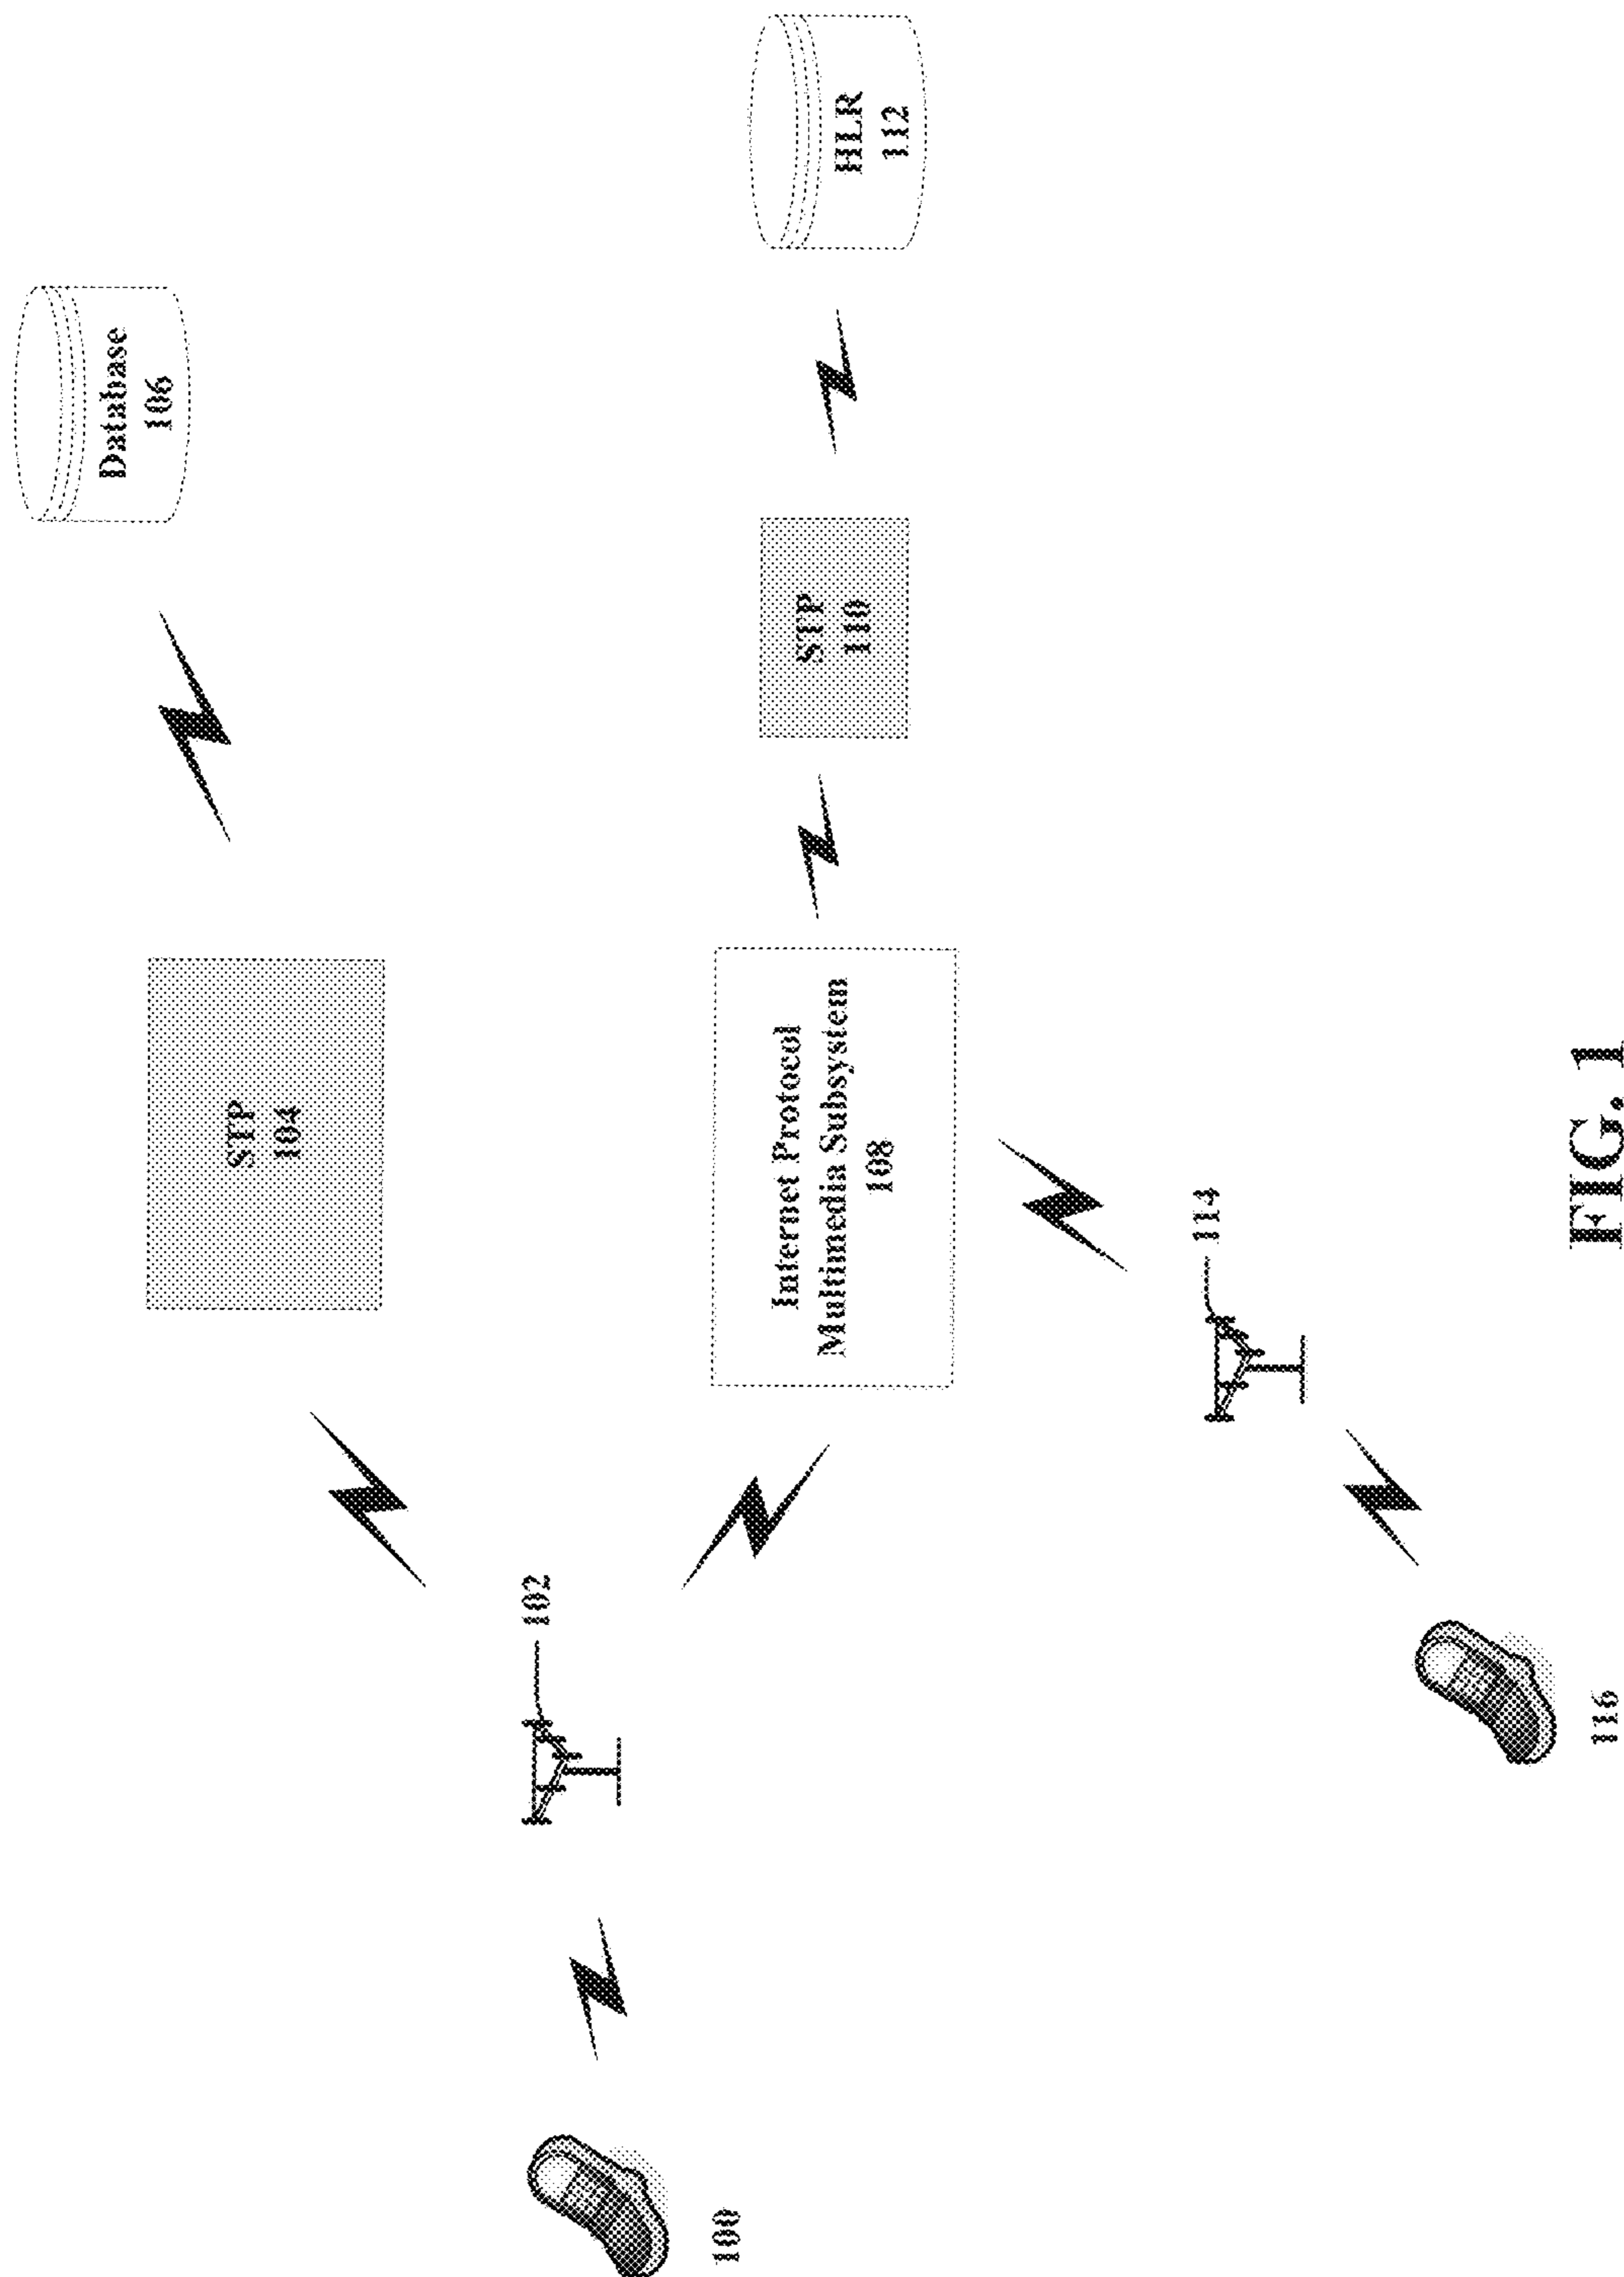 Database
106
STP
104
HLR
112
STP
110
Internet Protocol
Multimedia Subsystem
108
102
114
100
116
FIG. 1